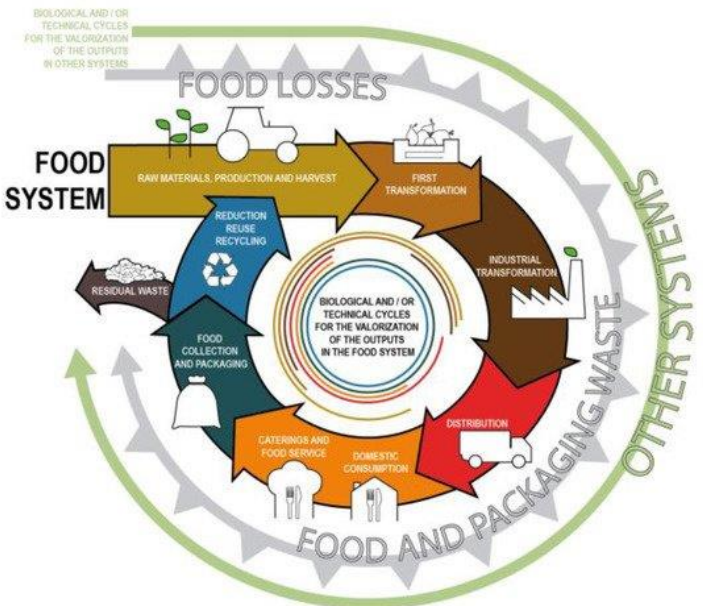 BIOLOGICAL AND / OR
TECHNICAL CYCLES
FOR THE VALORIZATION
OF THE OUTPUTS
IN OTHER SYSTEMS
FOOD LOSSES
FOOD
SYSTEM
RAW MATERIALS, PRODUCTION AND HARVEST
FIRST
TRANSFORMATION
INDUSTRIAL
TRANSFORMATION
DISTRIBUTION
DOMESTIC
CONSUMPTION
CATERINGS AND
FOOD SERVICE
FOOD
COLLECTION
AND PACKAGING
REDUCTION
REUSE
RECYCLING
RESIDUAL WASTE
BIOLOGICAL AND / OR
TECHNICAL CYCLES
FOR THE VALORIZATION
OF THE OUTPUTS
IN THE FOOD SYSTEM
FOOD AND PACKAGING WASTE
OTHER SYSTEMS